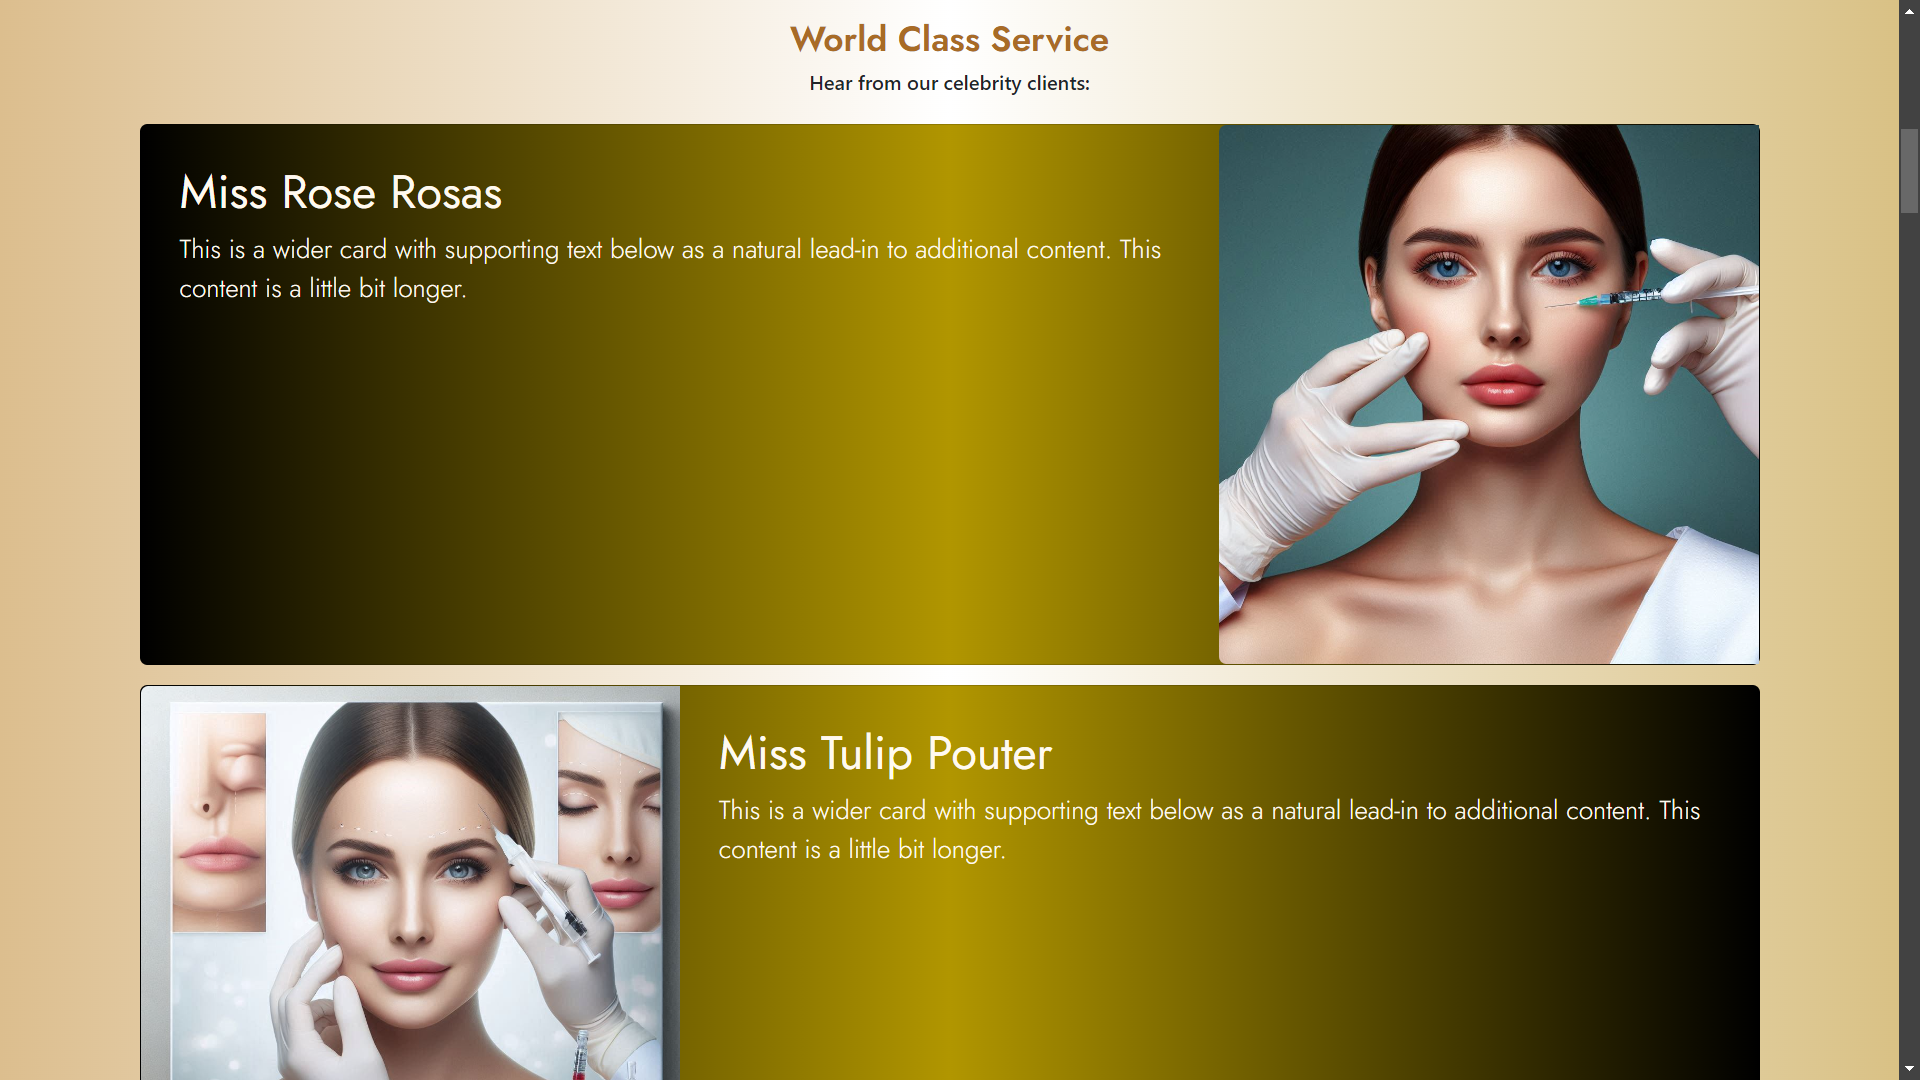 World Class Service
Hear from our celebrity clients:
Miss Rose Rosas
This is a wider card with supporting text below as a natural lead-in to additional content. This
content is a little bit longer.
Miss Tulip Pouter
This is a wider card with supporting text below as a natural lead-in to additional content. This
content is a little bit longer.